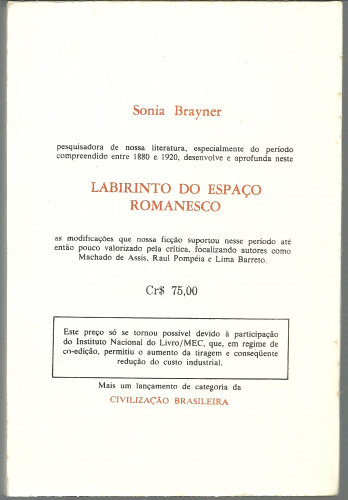 Sonia Brayner
pesquisadora de nossa literatura, especialmente do período
compreendido entre 1880 e 1920, desenvolve e aprofunda neste
LABIRINTO DO ESPAÇO
ROMANESCO
as modificações que nossa ficção suportou nesse período até
então pouco valorizado pela crítica, focalizando autores como
Machado de Assis, Raul Pompéia e Lima Barreto.
Cr$ 75,00
Este preço só se tornou possível devido à participação
do Instituto Nacional do Livro/MEC, que, em regime de
co-edição, permitiu o aumento da tiragem e conseqüente
redução do custo industrial.
Mais um lançamento de categoria da
CIVILIZAÇÃO BRASILEIRA